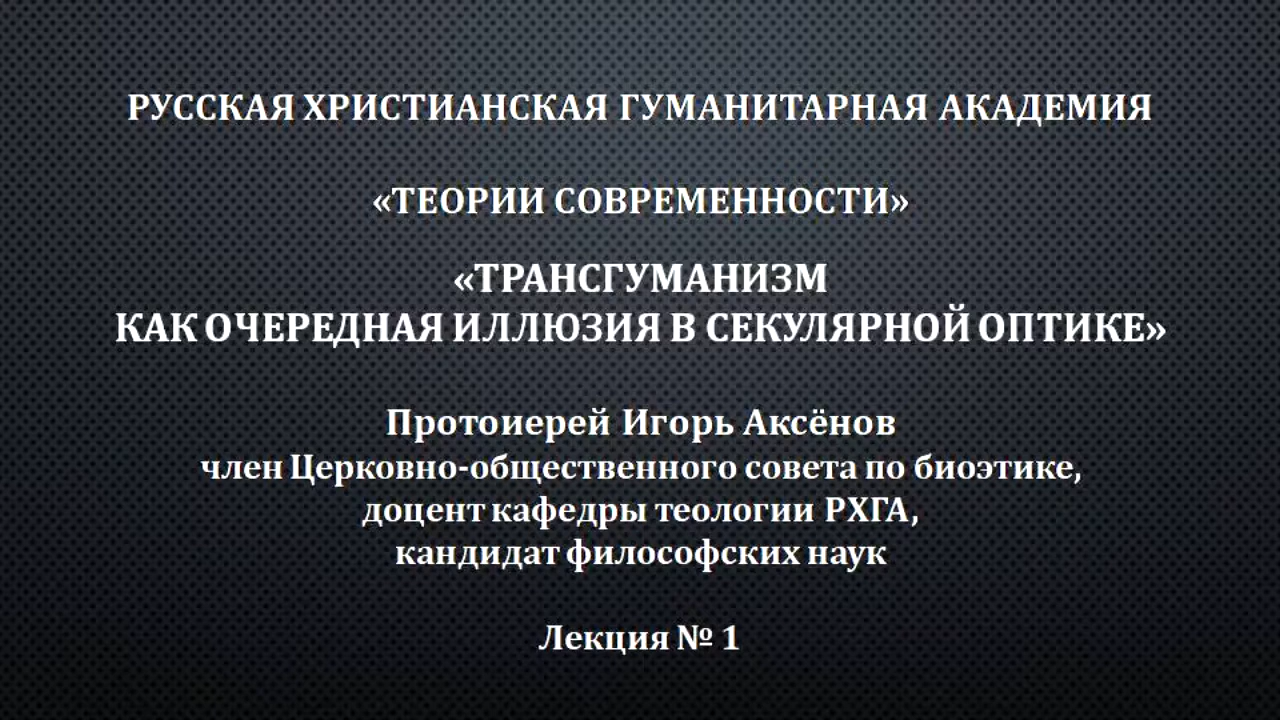 РУССКАЯ ХРИСТИАНСКАЯ ГУМАНИТАРНАЯ АКАДЕМИЯ
«ТЕОРИИ СОВРЕМЕННОСТИ»
«ТРАНСГУМАНИЗМ
КАК ОЧЕРЕДНАЯ ИЛЛЮЗИЯ В СЕКУЛЯРНОЙ ОПТИКЕ»
Протоиерей Игорь Аксёнов
член Церковно-общественного совета по биоэтике,
доцент кафедры теологии РХГА,
кандидат философских наук
Лекция № 1